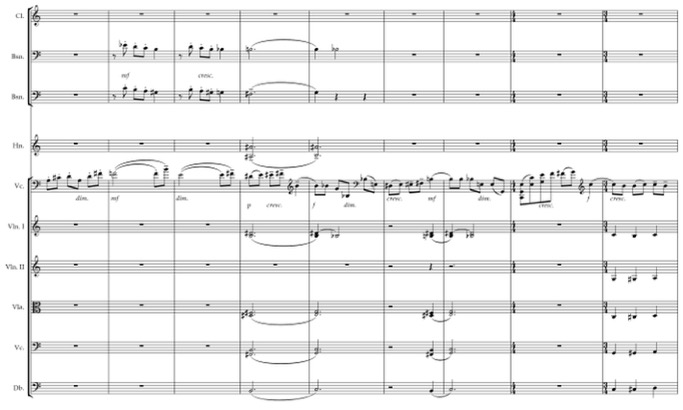 Cl.
Bsn.
mf cresc.
Bsn.
Hn.
Vc.
dim. mf dim. p cresc. f dim. cresc. mf dim. cresc. f cresc.
Vln. I
Vln. II
Vla.
Vc.
Db.